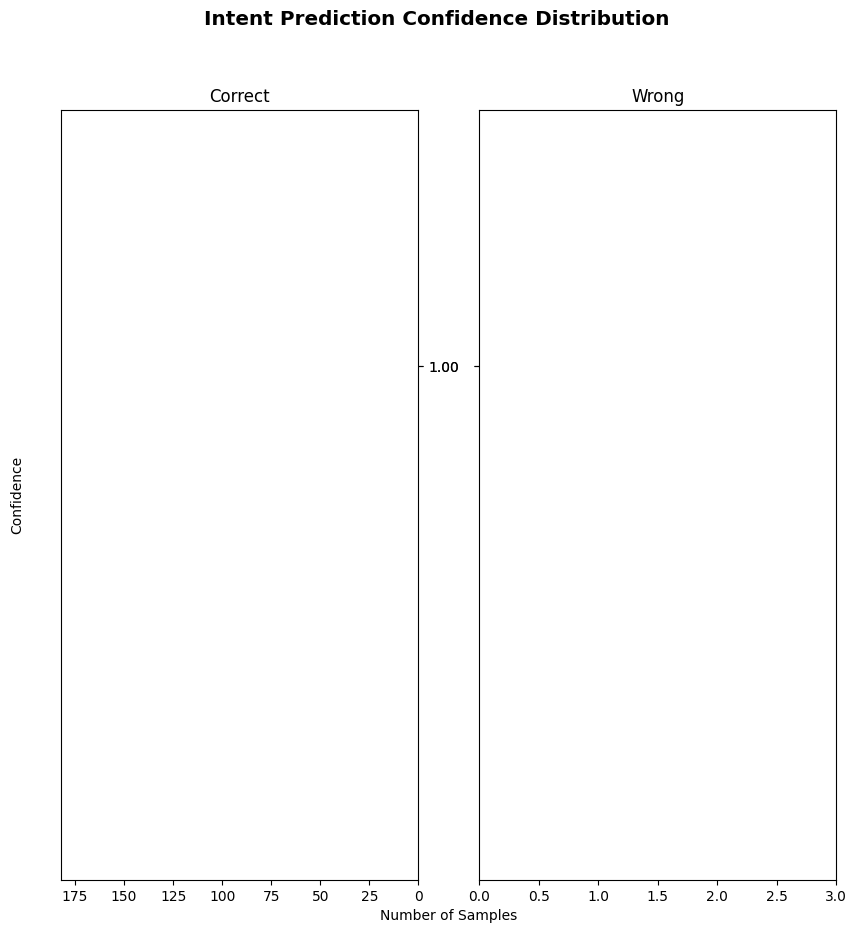 Intent Prediction Confidence Distribution
Correct
Wrong
1.00
Confidence
175 150 125 100 75 50 25 0
0.0 0.5 1.0 1.5 2.0 2.5 3.0
Number of Samples